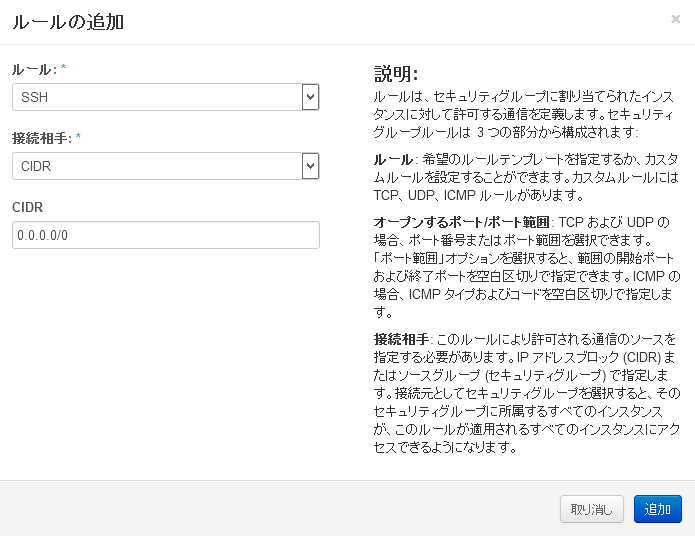 ルールの追加
×
ルール: *
SSH
接続相手: *
CIDR
CIDR
0.0.0.0/0
説明:
ルールは、セキュリティグループに割り当てられたインス
タンスに対して許可する通信を定義します。セキュリティ
グループルールは 3 つの部分から構成されます:
ルール: 希望のルールテンプレートを指定するか、カスタ
ムルールを設定することができます。カスタムルールには
TCP、UDP、ICMP ルールがあります。
オープンするポート/ポート範囲: TCP および UDP の
場合、ポート番号またはポート範囲を選択できます。
「ポート範囲」オプションを選択すると、範囲の開始ポート
および終了ポートを空白区切りで指定できます。ICMP の
場合、ICMP タイプおよびコードを空白区切りで指定しま
す。
接続相手: このルールにより許可される通信のソースを
指定する必要があります。IP アドレスブロック (CIDR) ま
たはソースグループ (セキュリティグループ) で指定しま
す。接続元としてセキュリティグループを選択すると、その
セキュリティグループに所属するすべてのインスタンス
が、このルールが適用されるすべてのインスタンスにアク
セスできるようになります。
取り消し
追加